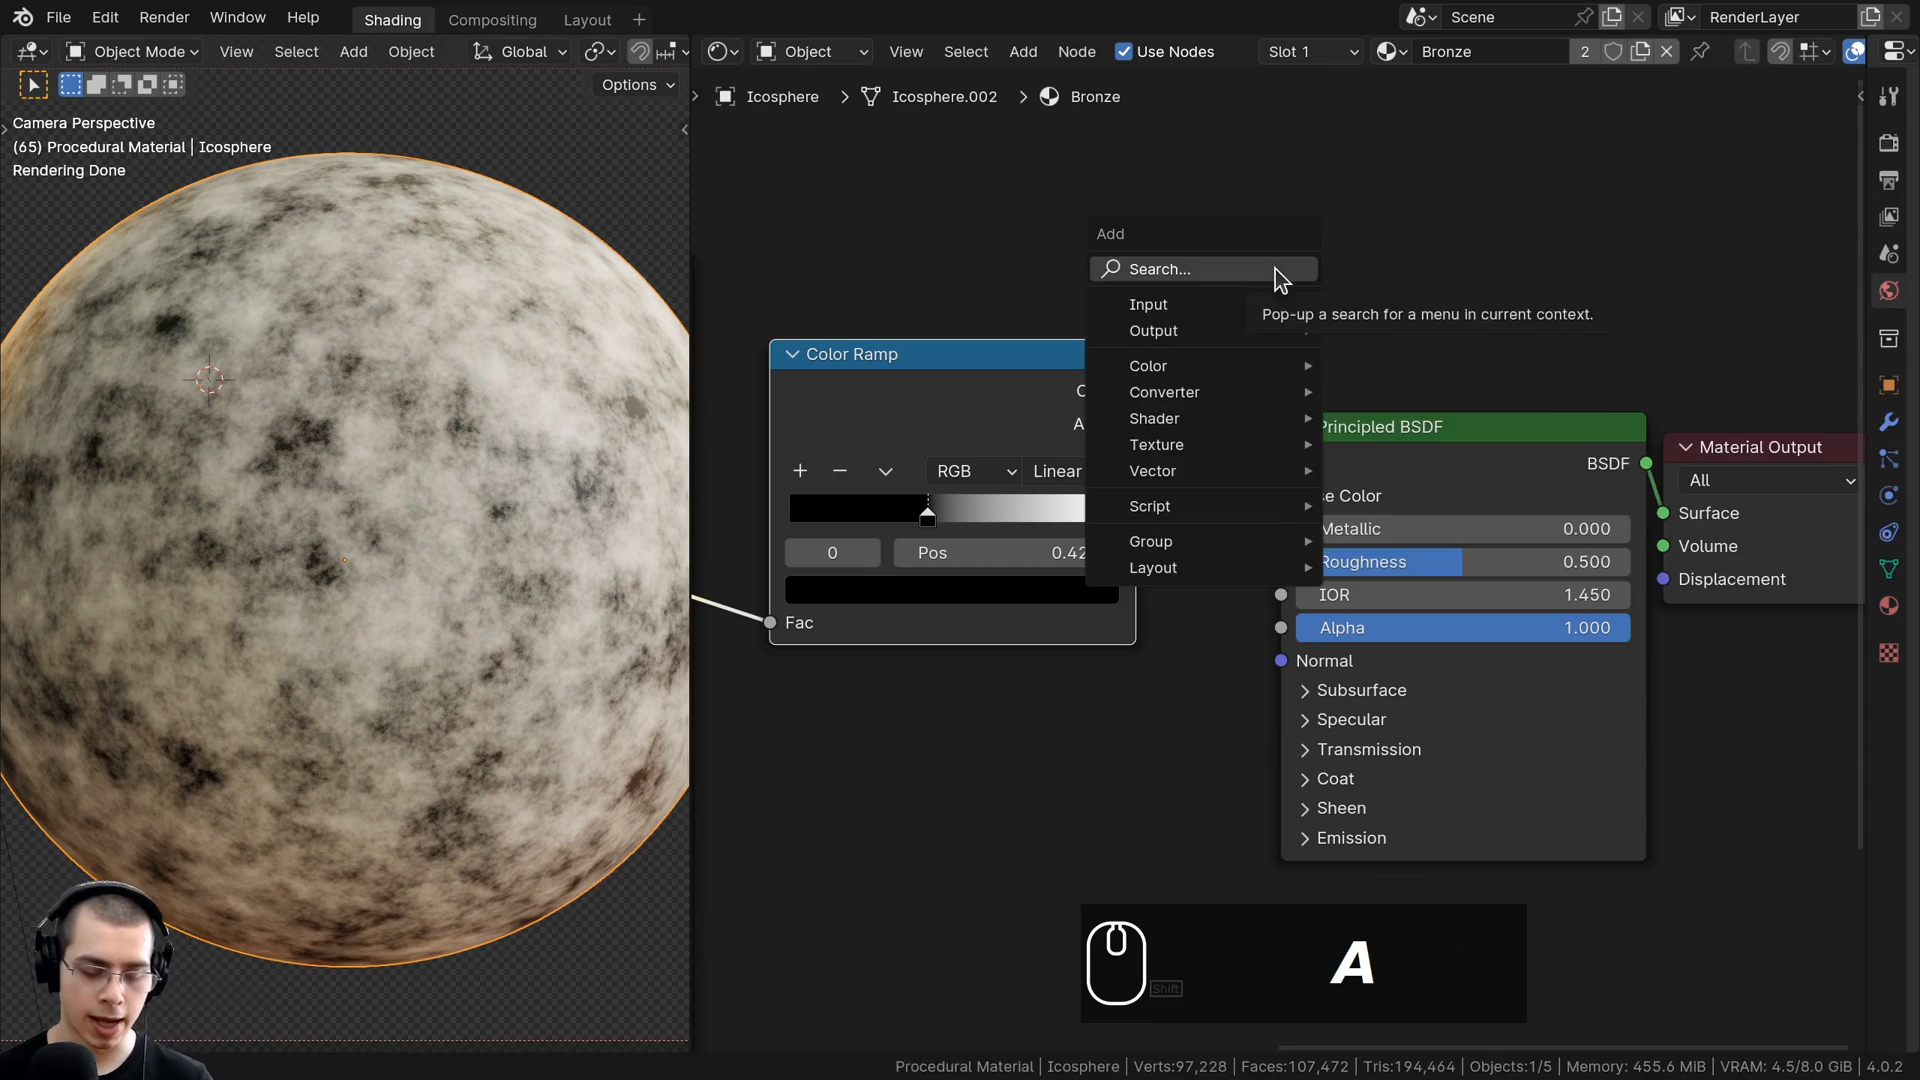 File Edit Render Window Help Shading Compositing Layout + Scene RenderLayer
Object Mode View Select Add Object Global Object View Select Add Node Use Nodes Slot 1 Bronze 2
Options
Icosphere > Icosphere.002 > Bronze
Camera Perspective
(65) Procedural Material | Icosphere
Rendering Done
Add
Search...
Input
Pop-up a search for a menu in current context.
Output
Color
Converter
Shader
Texture
Vector
Script
Group
Layout
Color Ramp
C
A
RGB Linear
0 Pos 0.42
Fac
Principled BSDF
BSDF
se Color
Metallic 0.000
Roughness 0.500
IOR 1.450
Alpha 1.000
Normal
Subsurface
Specular
Transmission
Coat
Sheen
Emission
Material Output
All
Surface
Volume
Displacement
Shift
A
Procedural Material | Icosphere | Verts:97,228 | Faces:107,472 | Tris:194,464 | Objects:1/5 | Memory: 455.6 MiB | VRAM: 4.5/8.0 GiB | 4.0.2